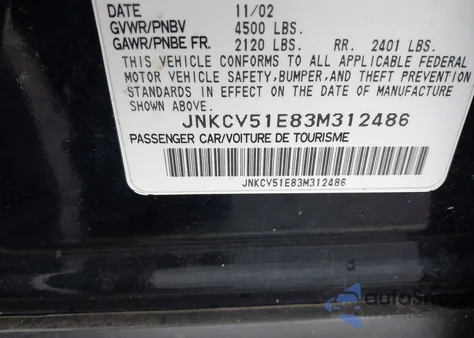 DATE 11/02
GVWR/PNBV 4500 LBS.
GAWR/PNBE FR. 2120 LBS. RR. 2401 LBS.
THIS VEHICLE CONFORMS TO ALL APPLICABLE FEDERAL
MOTOR VEHICLE SAFETY, BUMPER, AND THEFT PREVENTION
STANDARDS IN EFFECT ON THE DATE OF MANUFACTURE
SHOWN ABOVE.
JNKCV51E83M312486
PASSENGER CAR/VOITURE DE TOURISME
JNKCV51E83M312486